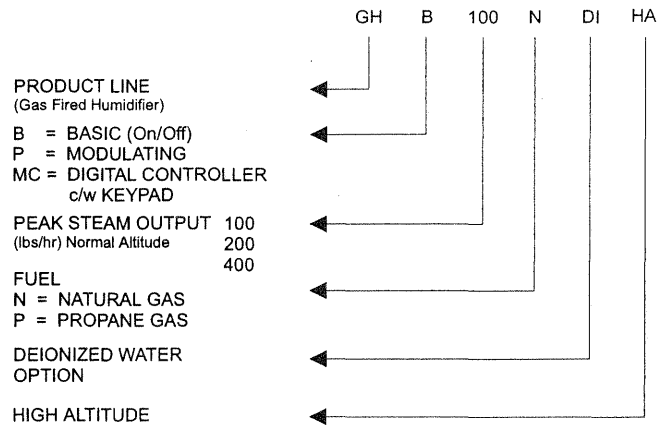 GH B 100 N DI HA
PRODUCT LINE
(Gas Fired Humidifier)
B = BASIC (On/Off)
P = MODULATING
MC = DIGITAL CONTROLLER
c/w KEYPAD
PEAK STEAM OUTPUT 100
(lbs/hr) Normal Altitude 200
400
FUEL
N = NATURAL GAS
P = PROPANE GAS
DEIONIZED WATER
OPTION
HIGH ALTITUDE